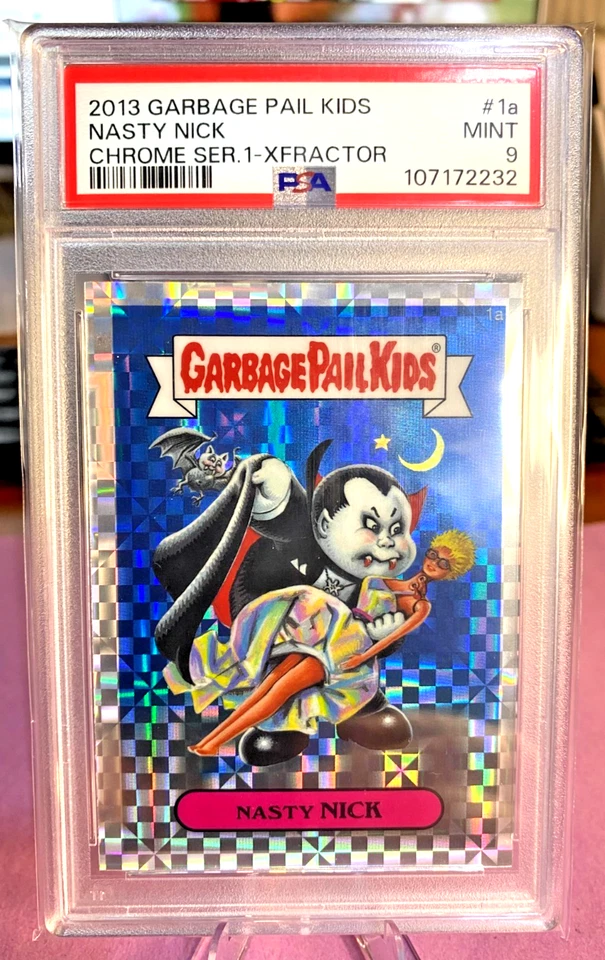 2013 GARBAGE PAIL KIDS #1a
NASTY NICK MINT
CHROME SER.1-XFRACTOR 9
PSA 107172232
1a
GARBAGE PAIL KIDS®
NASTY NICK